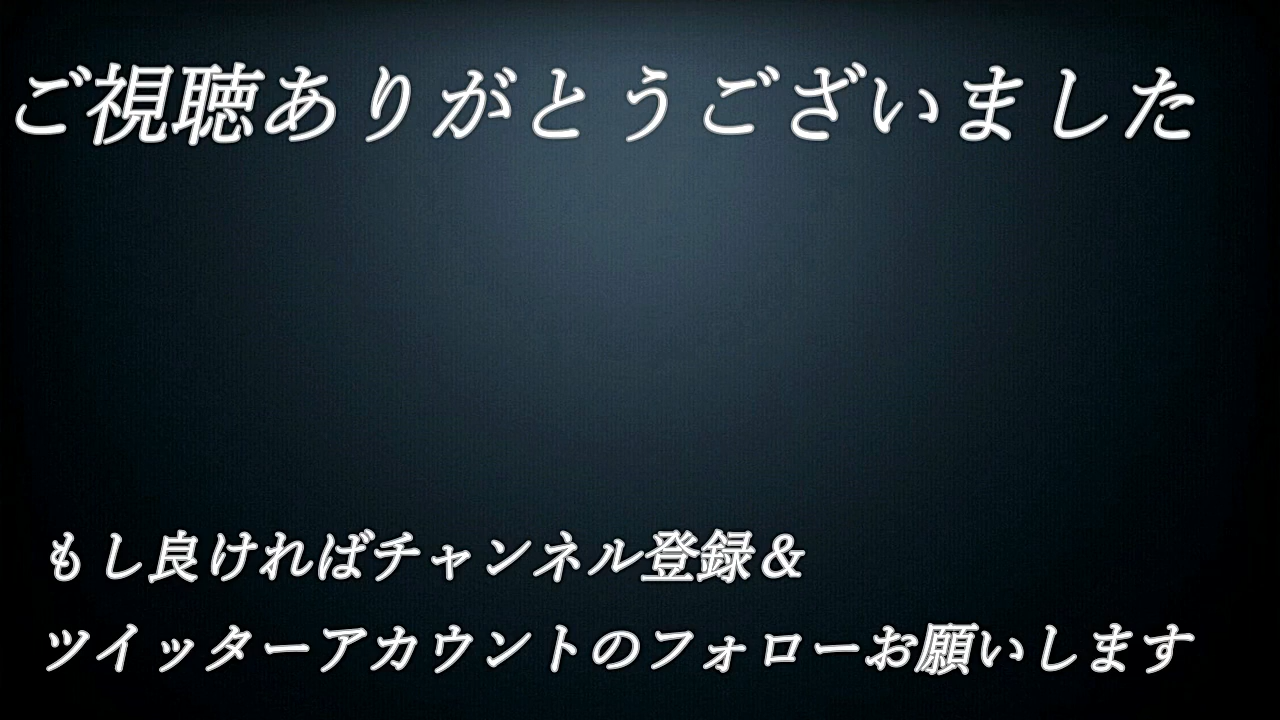 ご視聴ありがとうございました
もし良ければチャンネル登録&
ツイッターアカウントのフォローお願いします